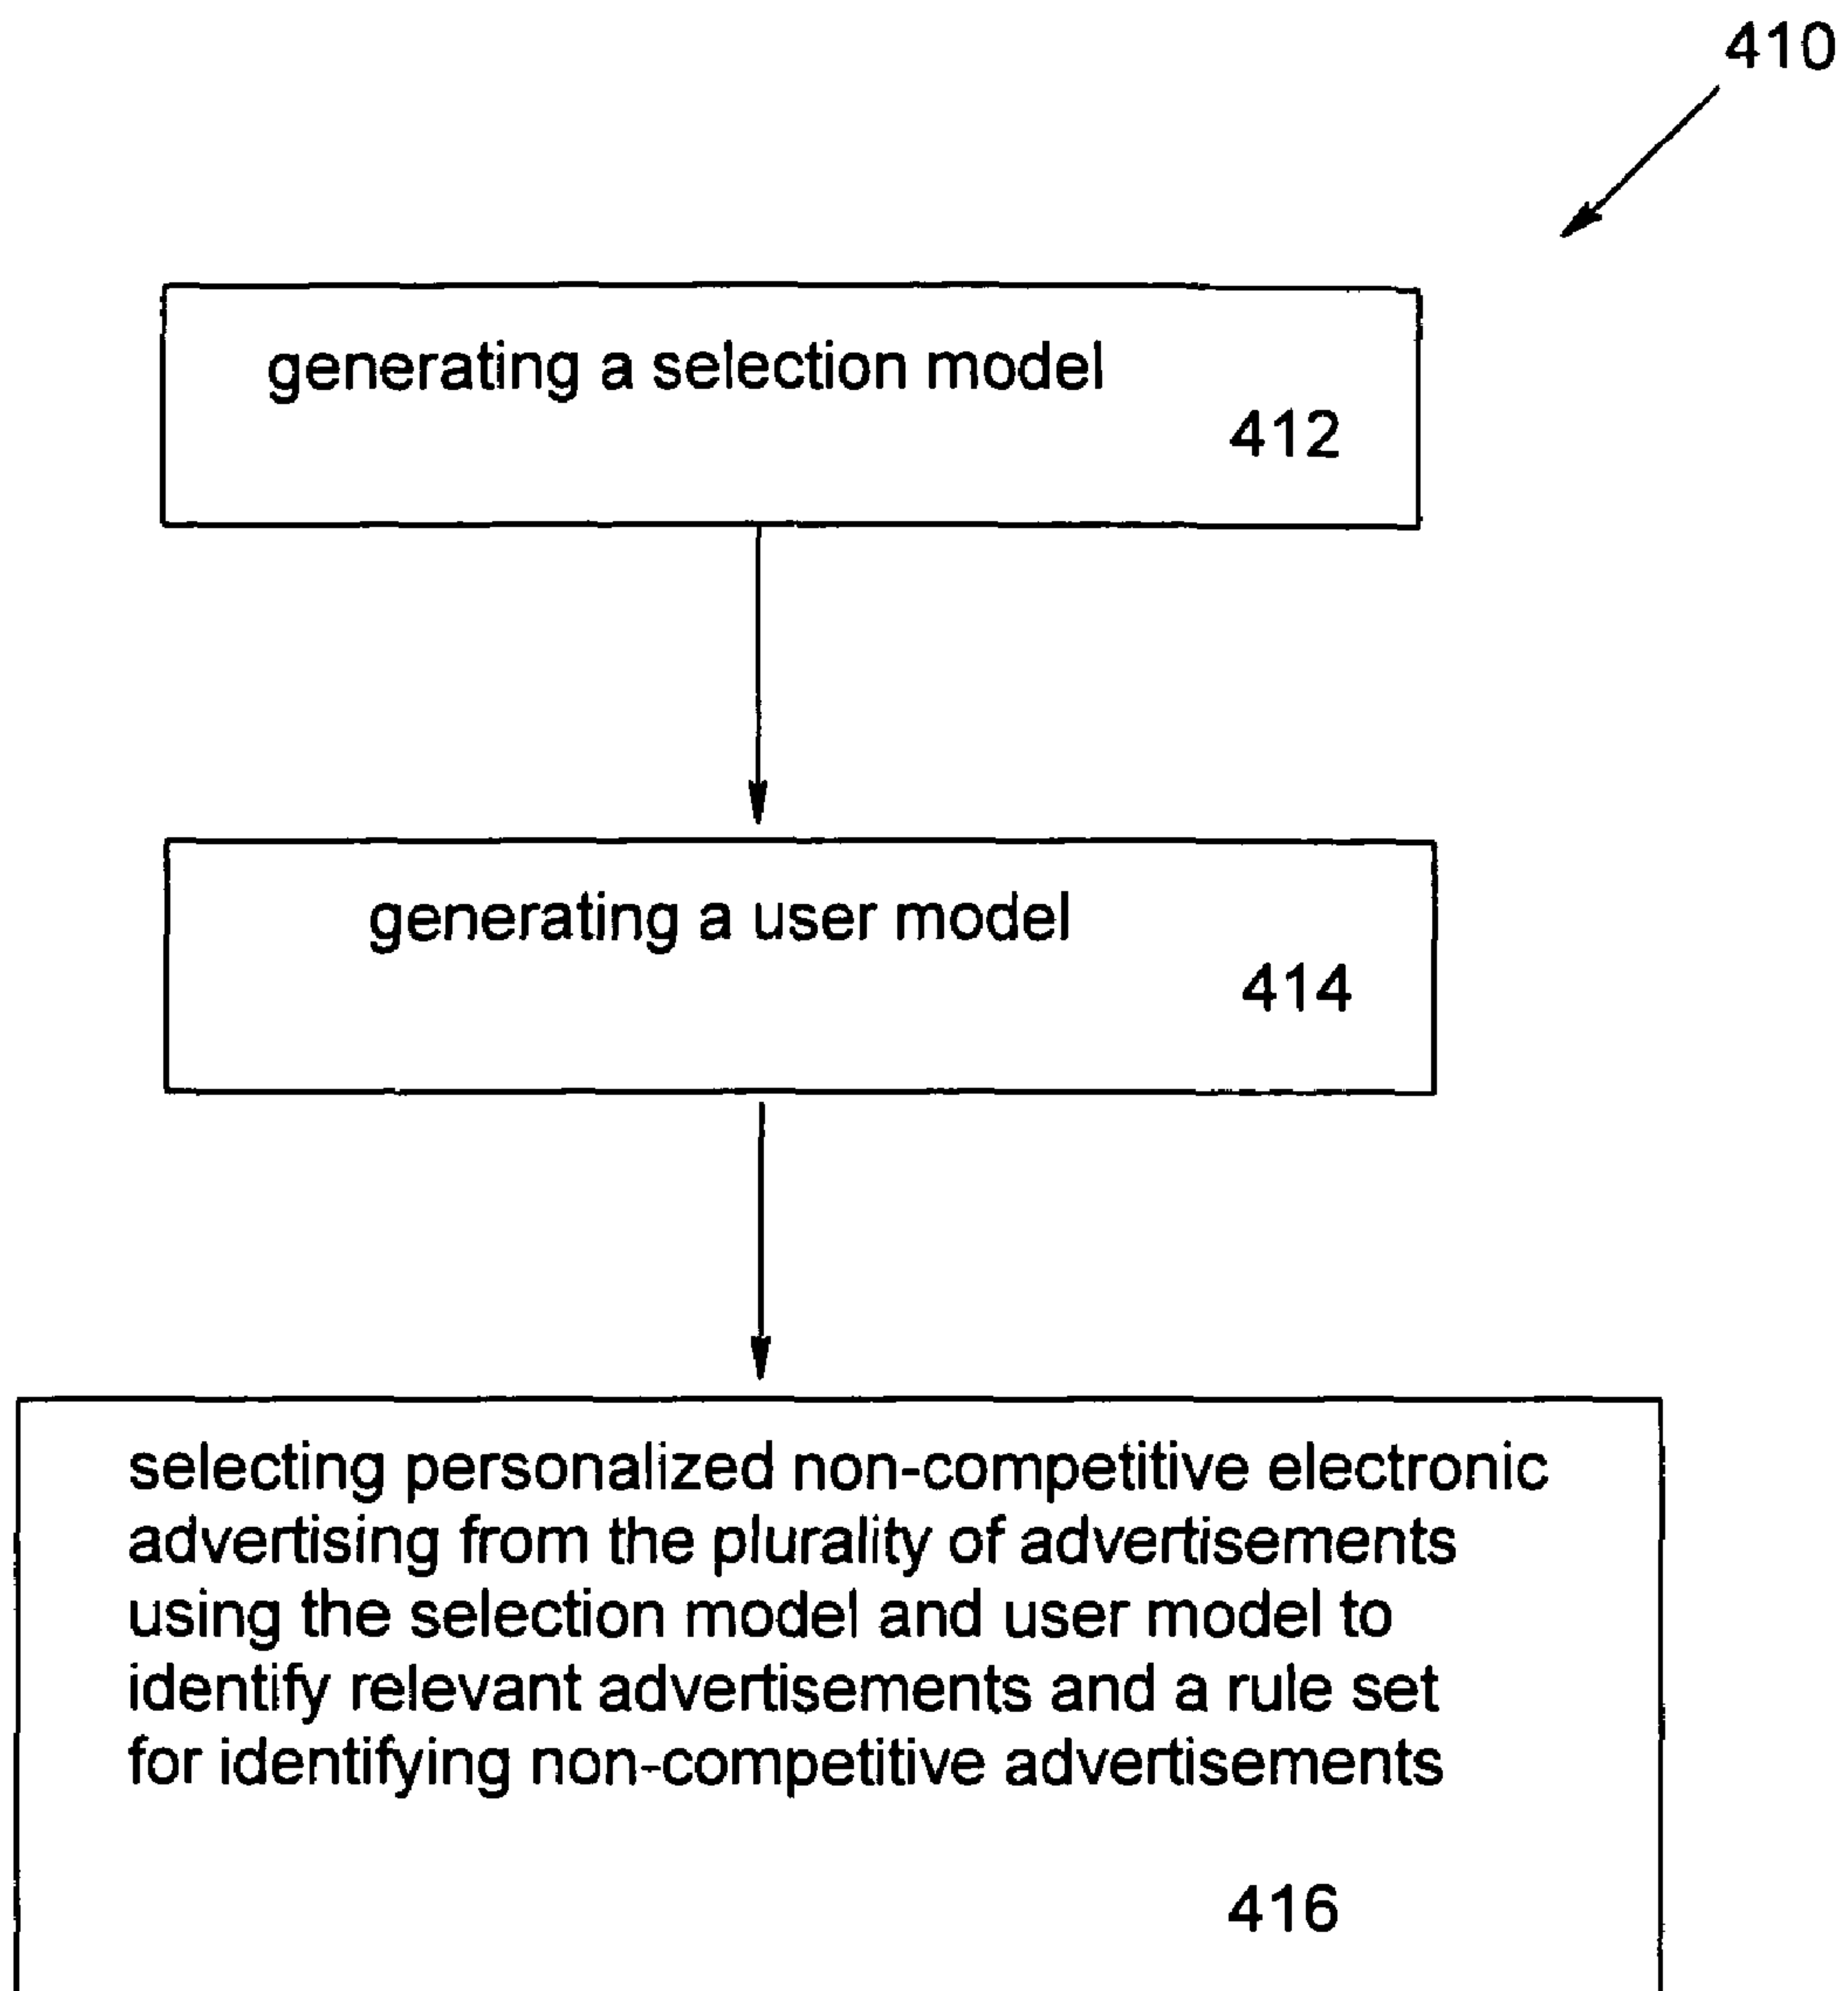 410
generating a selection model
412
generating a user model
414
selecting personalized non-competitive electronic
advertising from the plurality of advertisements
using the selection model and user model to
identify relevant advertisements and a rule set
for identifying non-competitive advertisements
416